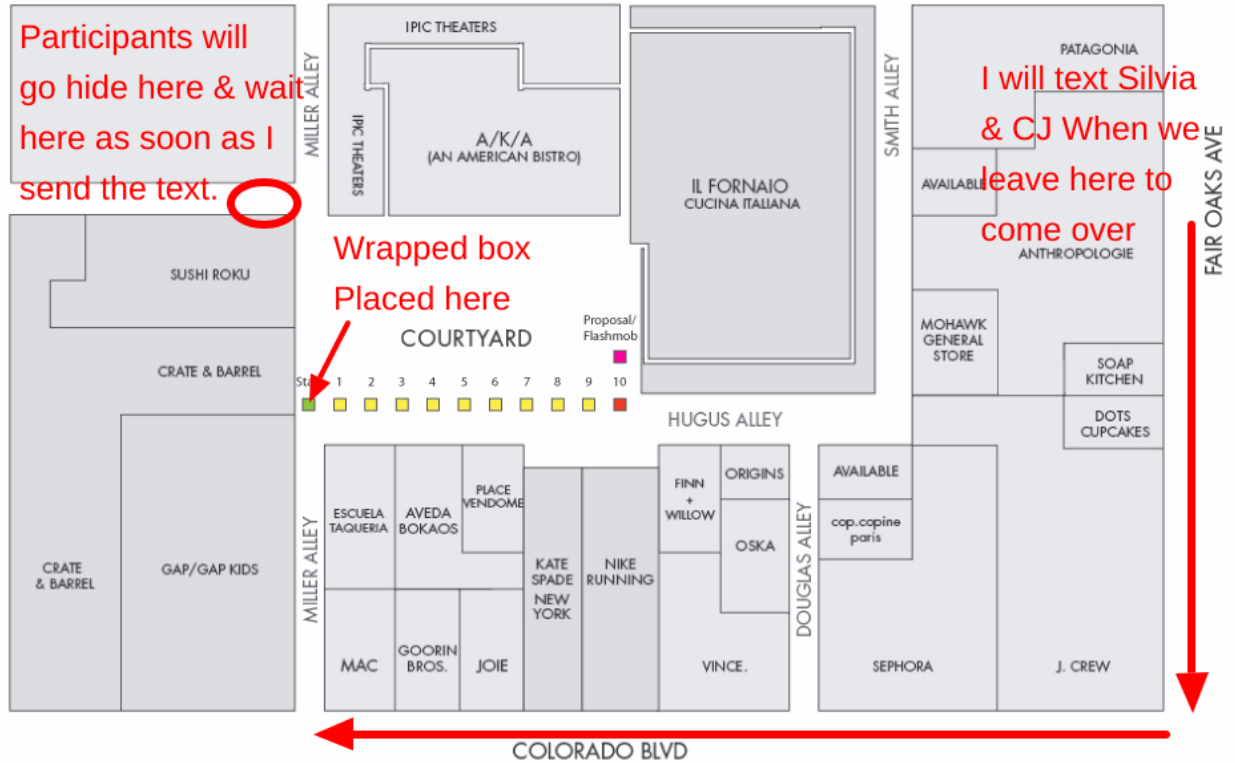 Participants will
go hide here & wait
here as soon as I
send the text.
MILLER ALLEY
IPIC THEATERS
IPIC THEATERS
A/K/A
(AN AMERICAN BISTRO)
IL FORNAIO
CUCINA ITALIANA
SMITH ALLEY
PATAGONIA
I will text Silvia
& CJ When we
leave here to
come over
AVAILABLE
ANTHROPOLOGIE
FAIR OAKS AVE
SUSHI ROKU
Wrapped box
Placed here
COURTYARD
Proposal/
Flashmob
MOHAWK
GENERAL
STORE
SOAP
KITCHEN
DOTS
CUPCAKES
CRATE & BARREL
1 2 3 4 5 6 7 8 9 10
HUGUS ALLEY
ESCUELA
TAQUERIA
AVEDA
BOKAOS
PLACE
VENDOME
FINN
+
WILLOW
ORIGINS
OSKA
AVAILABLE
cop.copine
paris
CRATE
& BARREL
GAP/GAP KIDS
MILLER ALLEY
KATE
SPADE
NEW
YORK
NIKE
RUNNING
DOUGLAS ALLEY
MAC
GOORIN
BROS.
JOIE
VINCE.
SEPHORA
J. CREW
COLORADO BLVD